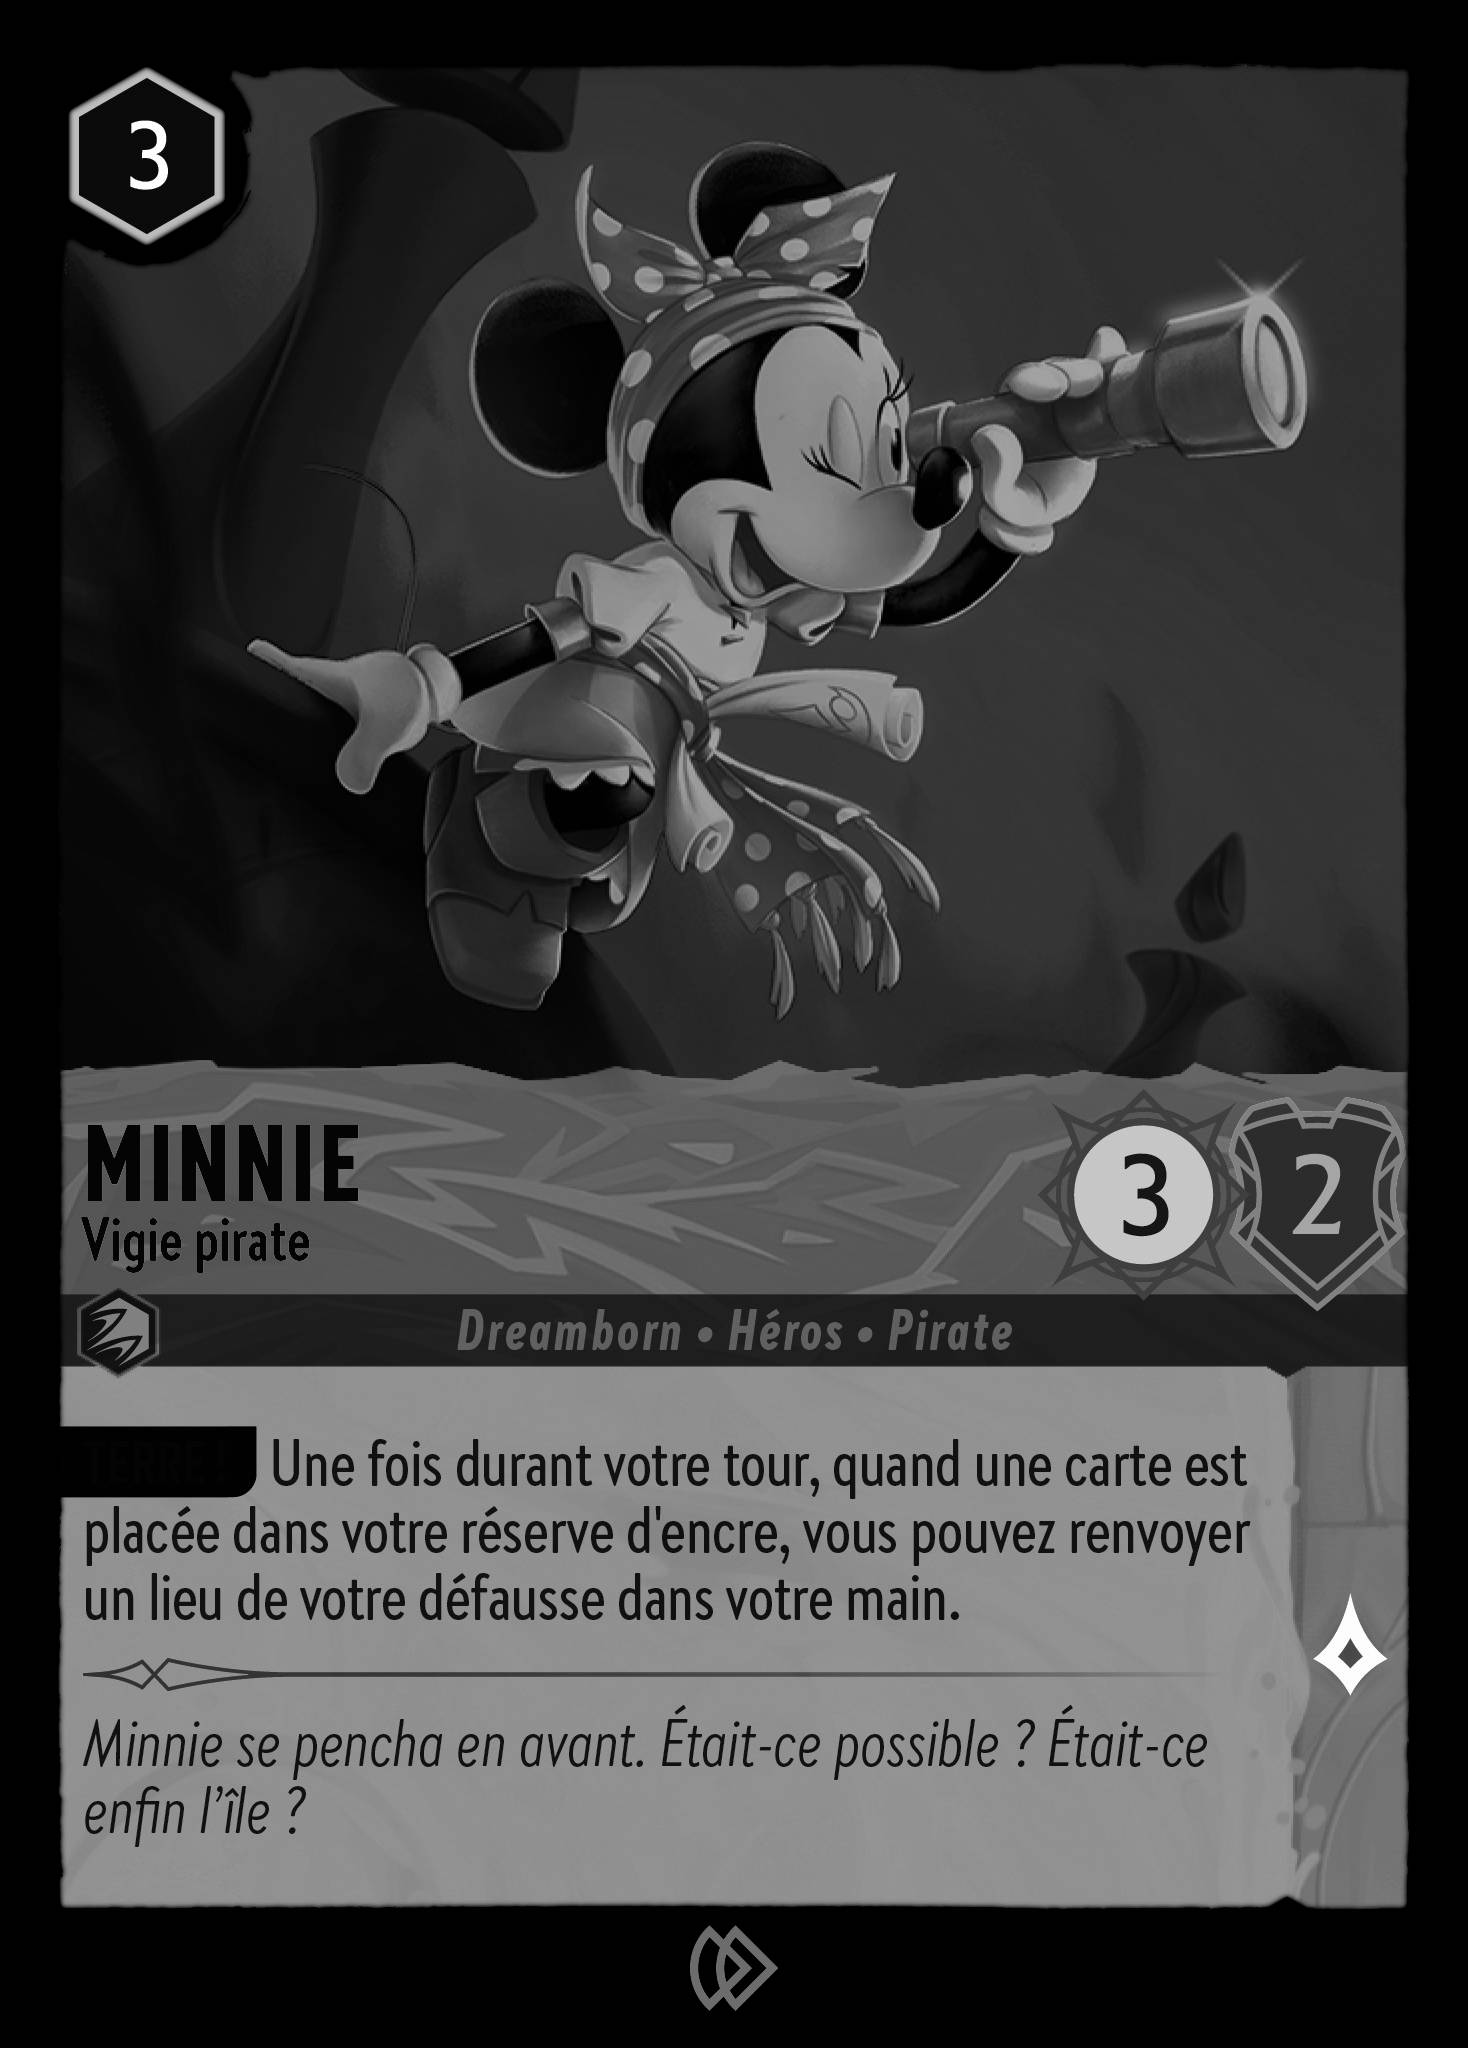 3
MINNIE
Vigie pirate
3 2
Dreamborn • Héros • Pirate
TERRE ! Une fois durant votre tour, quand une carte est
placée dans votre réserve d'encre, vous pouvez renvoyer
un lieu de votre défausse dans votre main.
Minnie se pencha en avant. Était-ce possible ? Était-ce
enfin l’île ?